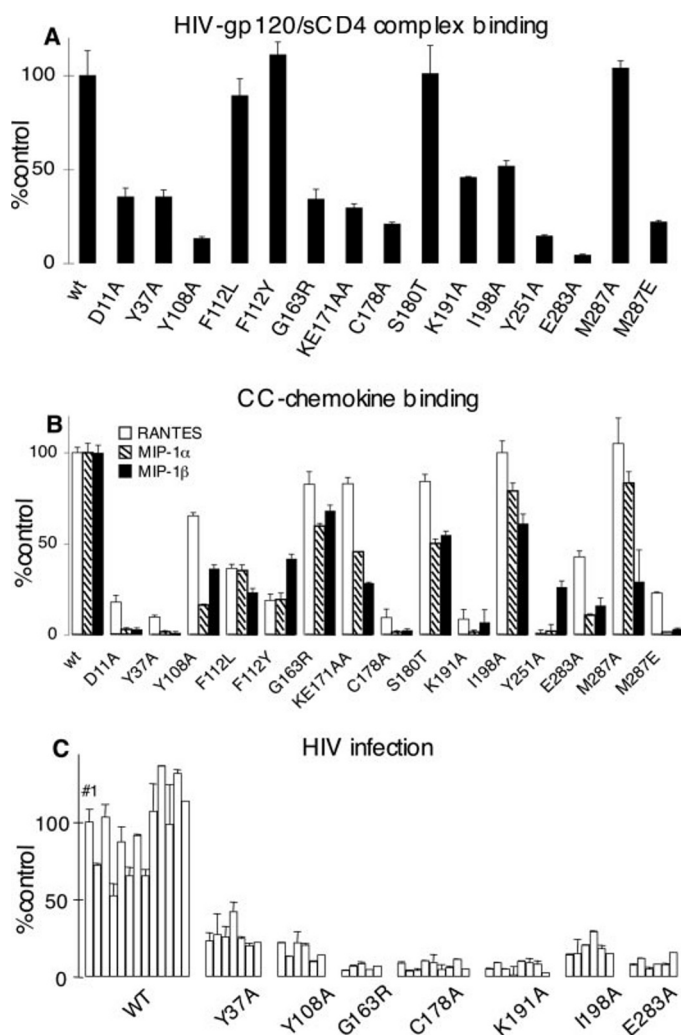 A HIV-gp120/sCD4 complex binding
%control
100
50
0
wt D11A Y37A Y108A F112L F112Y G163R KE171AA C178A S180T K191A I198A Y251A E283A M287A M287E
CC-chemokine binding
B
RANTES
MIP-1α
MIP-1β
%control
100
50
0
wt D11A Y37A Y108A F112L F112Y G163R KE171AA C178A S180T K191A I198A Y251A E283A M287A M287E
C HIV infection
#1
%control
100
50
0
WT Y37A Y108A G163R C178A K191A I198A E283A